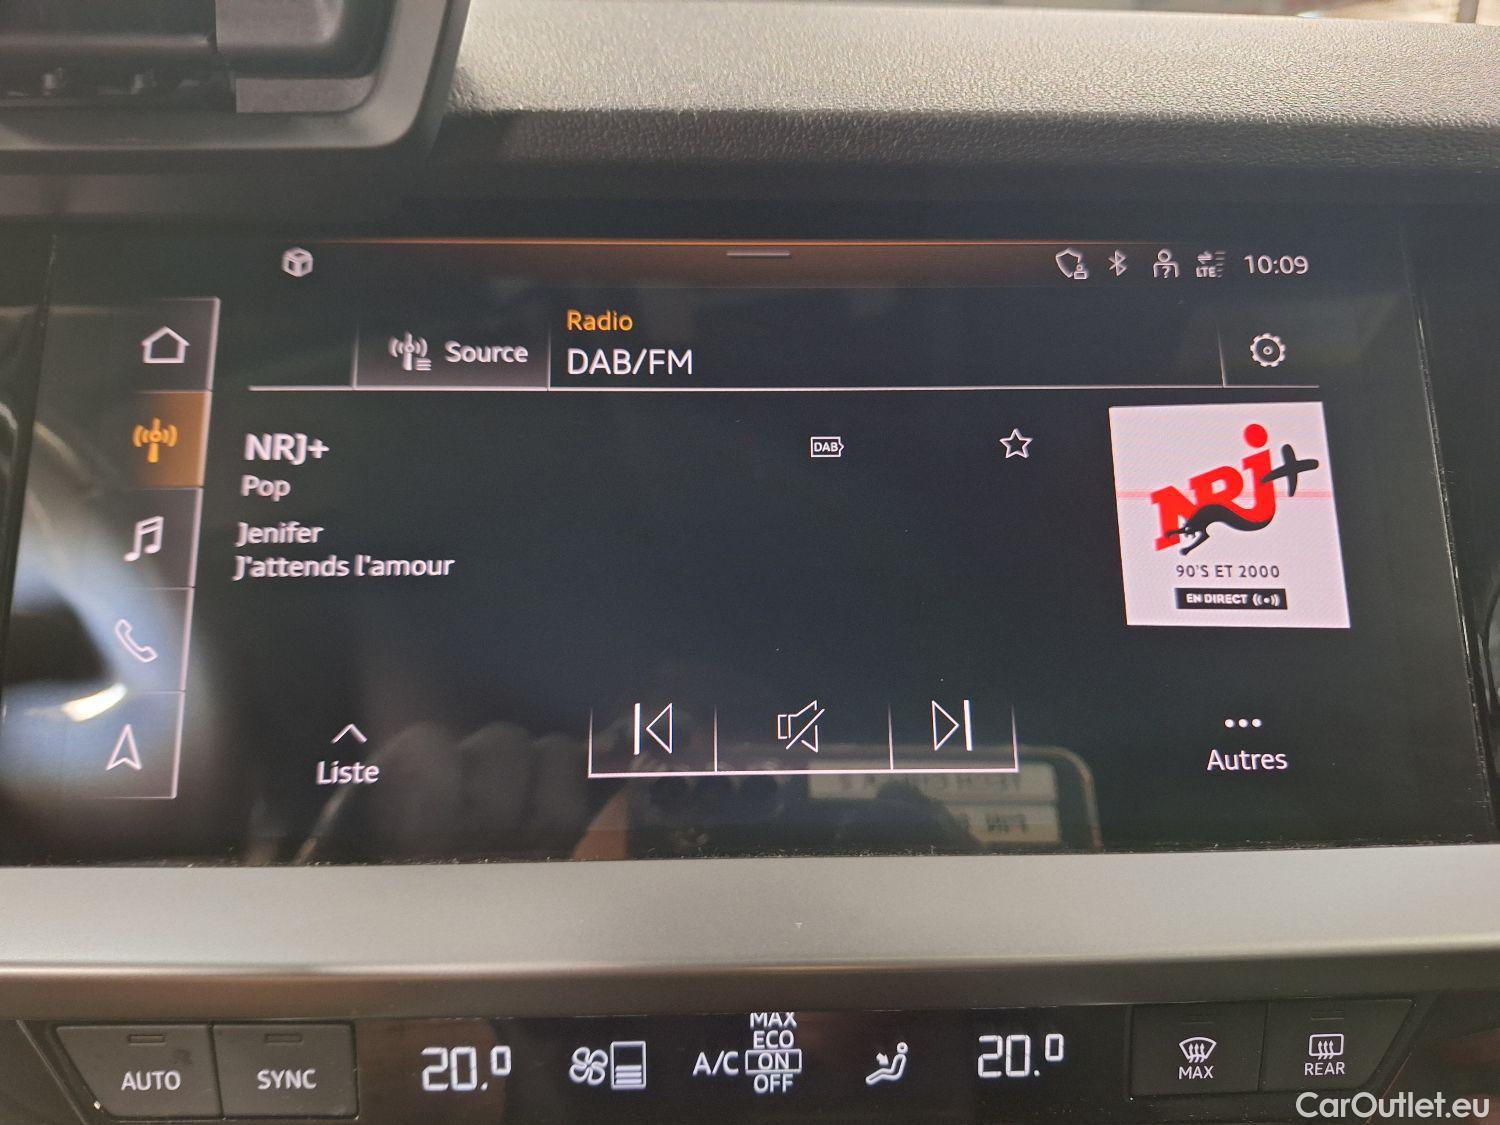 LTE
10:09
Radio
Source
DAB/FM
NRJ+
DAB
Pop
Jenifer
J'attends l'amour
NRJ+
90'S ET 2000
EN DIRECT
Liste
Autres
AUTO
SYNC
20.0
A/C
MAX
ECO
ON
OFF
20.0
MAX
REAR
CarOutlet.eu